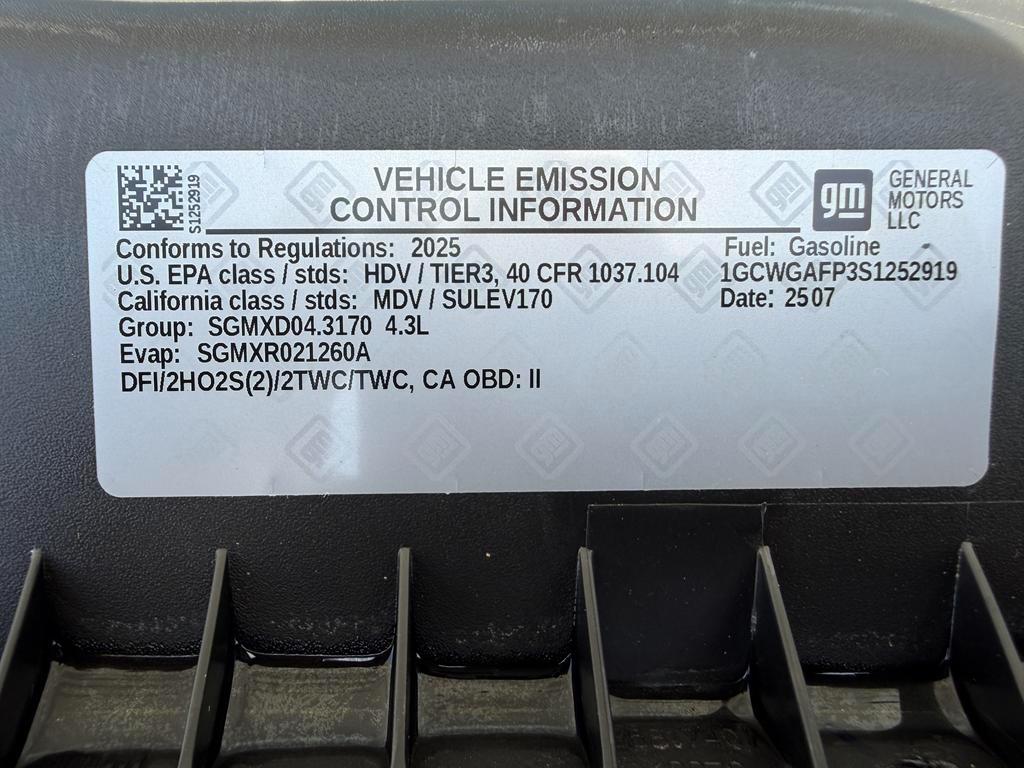 VEHICLE EMISSION
CONTROL INFORMATION
S1252919
gm
GENERAL
MOTORS
LLC
Conforms to Regulations: 2025
Fuel: Gasoline
U.S. EPA class / stds: HDV / TIER3, 40 CFR 1037.104
1GCWGAFP3S1252919
California class / stds: MDV / SULEV170
Date: 2507
Group: SGMXD04.3170 4.3L
Evap: SGMXR021260A
DFI/2HO2S(2)/2TWC/TWC, CA OBD: II